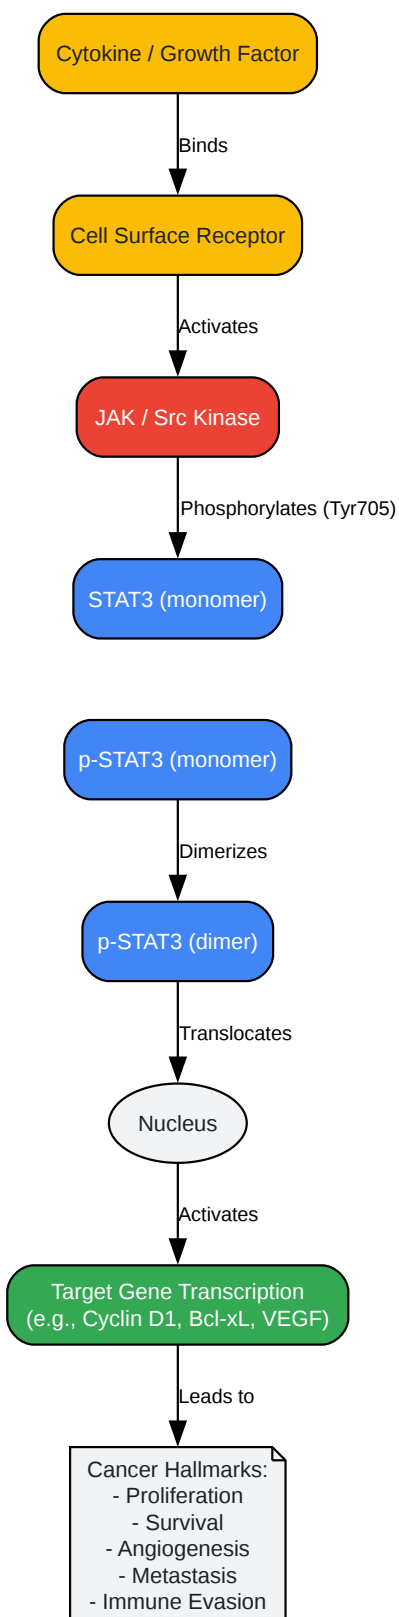 Cytokine / Growth Factor
Binds
Cell Surface Receptor
Activates
JAK / Src Kinase
Phosphorylates (Tyr705)
STAT3 (monomer)
p-STAT3 (monomer)
Dimerizes
p-STAT3 (dimer)
Translocates
Nucleus
Activates
Target Gene Transcription
(e.g., Cyclin D1, Bcl-xL, VEGF)
Leads to
Cancer Hallmarks:
- Proliferation
- Survival
- Angiogenesis
- Metastasis
- Immune Evasion